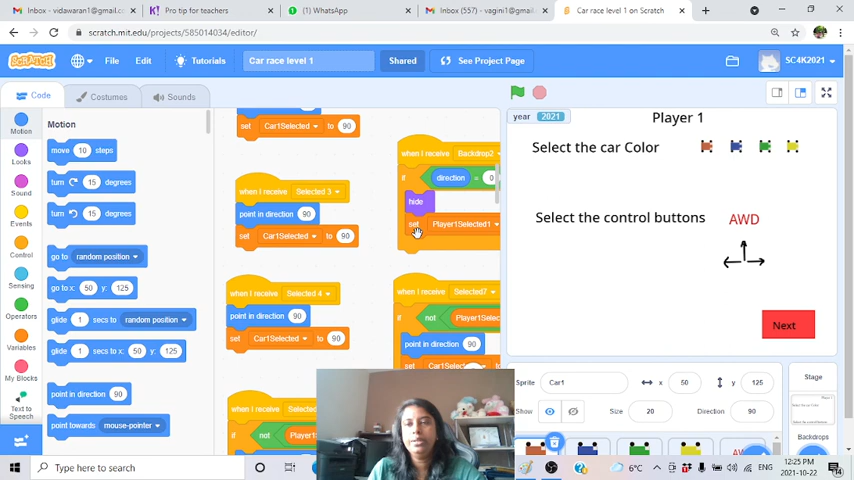 Inbox - vidawaran1@gmail.co
Pro tip for teachers
(1) WhatsApp
Inbox (557) - vagini1@gmail.c
Car race level 1 on Scratch
scratch.mit.edu/projects/585014034/editor/
SCRATCH
File
Edit
Tutorials
Car race level 1
Shared
See Project Page
SC4K2021
Code
Costumes
Sounds
Motion
Looks
Sound
Events
Control
Sensing
Operators
Variables
My Blocks
Text to
Speech
Motion
move 10 steps
turn 15 degrees
turn 15 degrees
go to random position
go to x: 50 y: 125
glide 1 secs to random position
glide 1 secs to x: 50 y: 125
point in direction 90
point towards mouse-pointer
set Car1Selected to 90
when I receive Selected 3
point in direction 90
set Car1Selected to 90
when I receive Selected 4
point in direction 90
set Car1Selected to 90
when I receive
if not
when I receive Backdrop2
if direction = 0
hide
set Player1Selected1
when I receive Selected7
if not
point in direction 90
set
year 2021
Player 1
Select the car Color
Select the control buttons
AWD
Next
Sprite Car1 x 50 y 125
Show Size 20 Direction 90
Stage
Backdrops
Type here to search
6°C
ENG
12:25 PM
2021-10-22
14